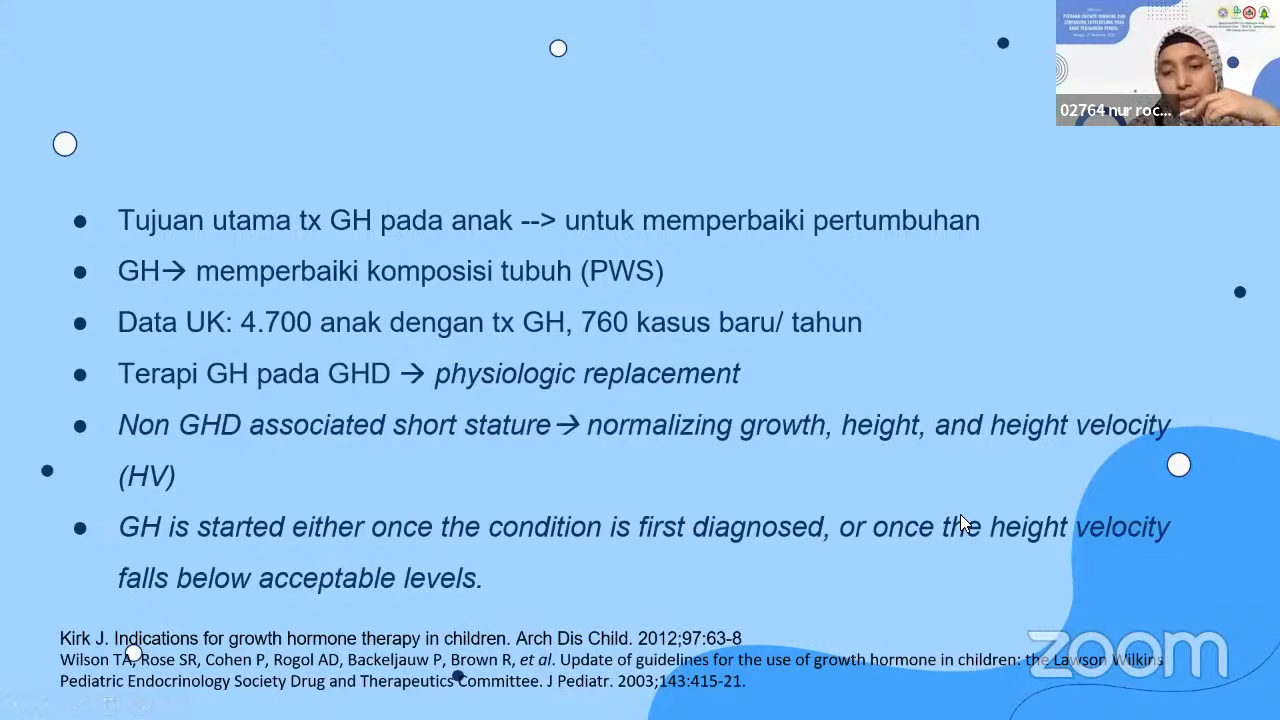 PERANAN GROWTH HORMONE DAN
02764 nur roc...
● Tujuan utama tx GH pada anak --> untuk memperbaiki pertumbuhan
● GH→ memperbaiki komposisi tubuh (PWS)
● Data UK: 4.700 anak dengan tx GH, 760 kasus baru/ tahun
● Terapi GH pada GHD → physiologic replacement
● Non GHD associated short stature→ normalizing growth, height, and height velocity
(HV)
● GH is started either once the condition is first diagnosed, or once the height velocity
falls below acceptable levels.
Kirk J. Indications for growth hormone therapy in children. Arch Dis Child. 2012;97:63-8
Wilson TA, Rose SR, Cohen P, Rogol AD, Backeljauw P, Brown R, et al. Update of guidelines for the use of growth hormone in children: the Lawson Wilkins
Pediatric Endocrinology Society Drug and Therapeutics Committee. J Pediatr. 2003;143:415-21.
zoom